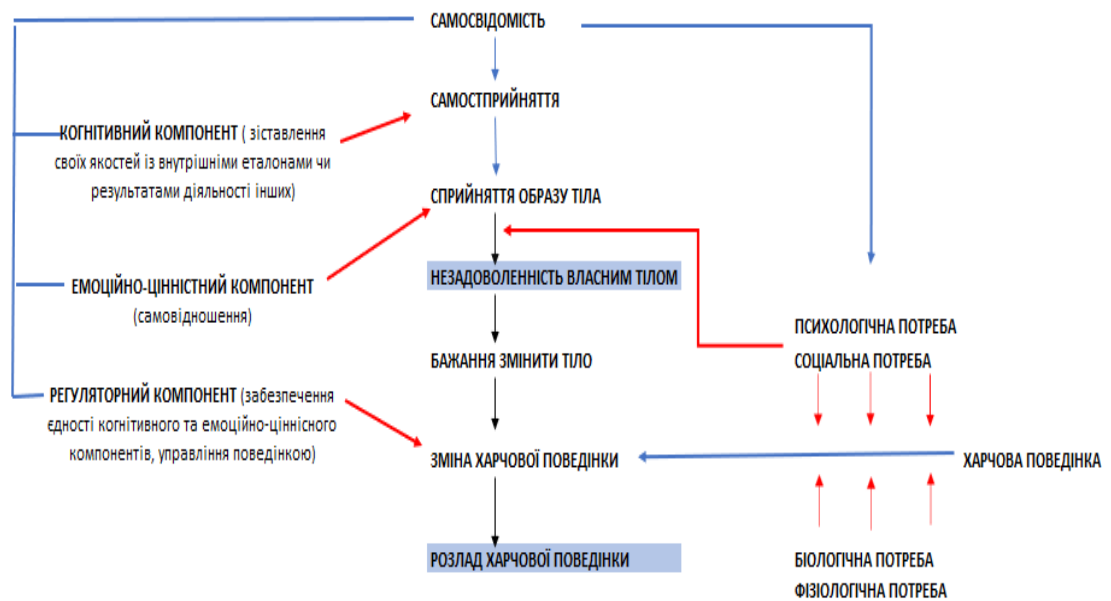 САМОСВІДОМІСТЬ
САМОСТПРИЙНЯТТЯ
КОГНІТИВНИЙ КОМПОНЕНТ ( зіставлення
своїх якостей із внутрішніми еталонами чи
результатами діяльності інших)
СПРИЙНЯТТЯ ОБРАЗУ ТІЛА
НЕЗАДОВОЛЕННІСТЬ ВЛАСНИМ ТІЛОМ
ЕМОЦІЙНО-ЦІННІСТНИЙ КОМПОНЕНТ
(самовідношення)
ПСИХОЛОГІЧНА ПОТРЕБА
СОЦІАЛЬНА ПОТРЕБА
БАЖАННЯ ЗМІНИТИ ТІЛО
РЕГУЛЯТОРНИЙ КОМПОНЕНТ (забезпечення
єдності когнітивного та емоційно-ціннісного
компонентів, управління поведінкою)
ЗМІНА ХАРЧОВОЇ ПОВЕДІНКИ
ХАРЧОВА ПОВЕДІНКА
РОЗЛАД ХАРЧОВОЇ ПОВЕДІНКИ
БІОЛОГІЧНА ПОТРЕБА
ФІЗІОЛОГІЧНА ПОТРЕБА